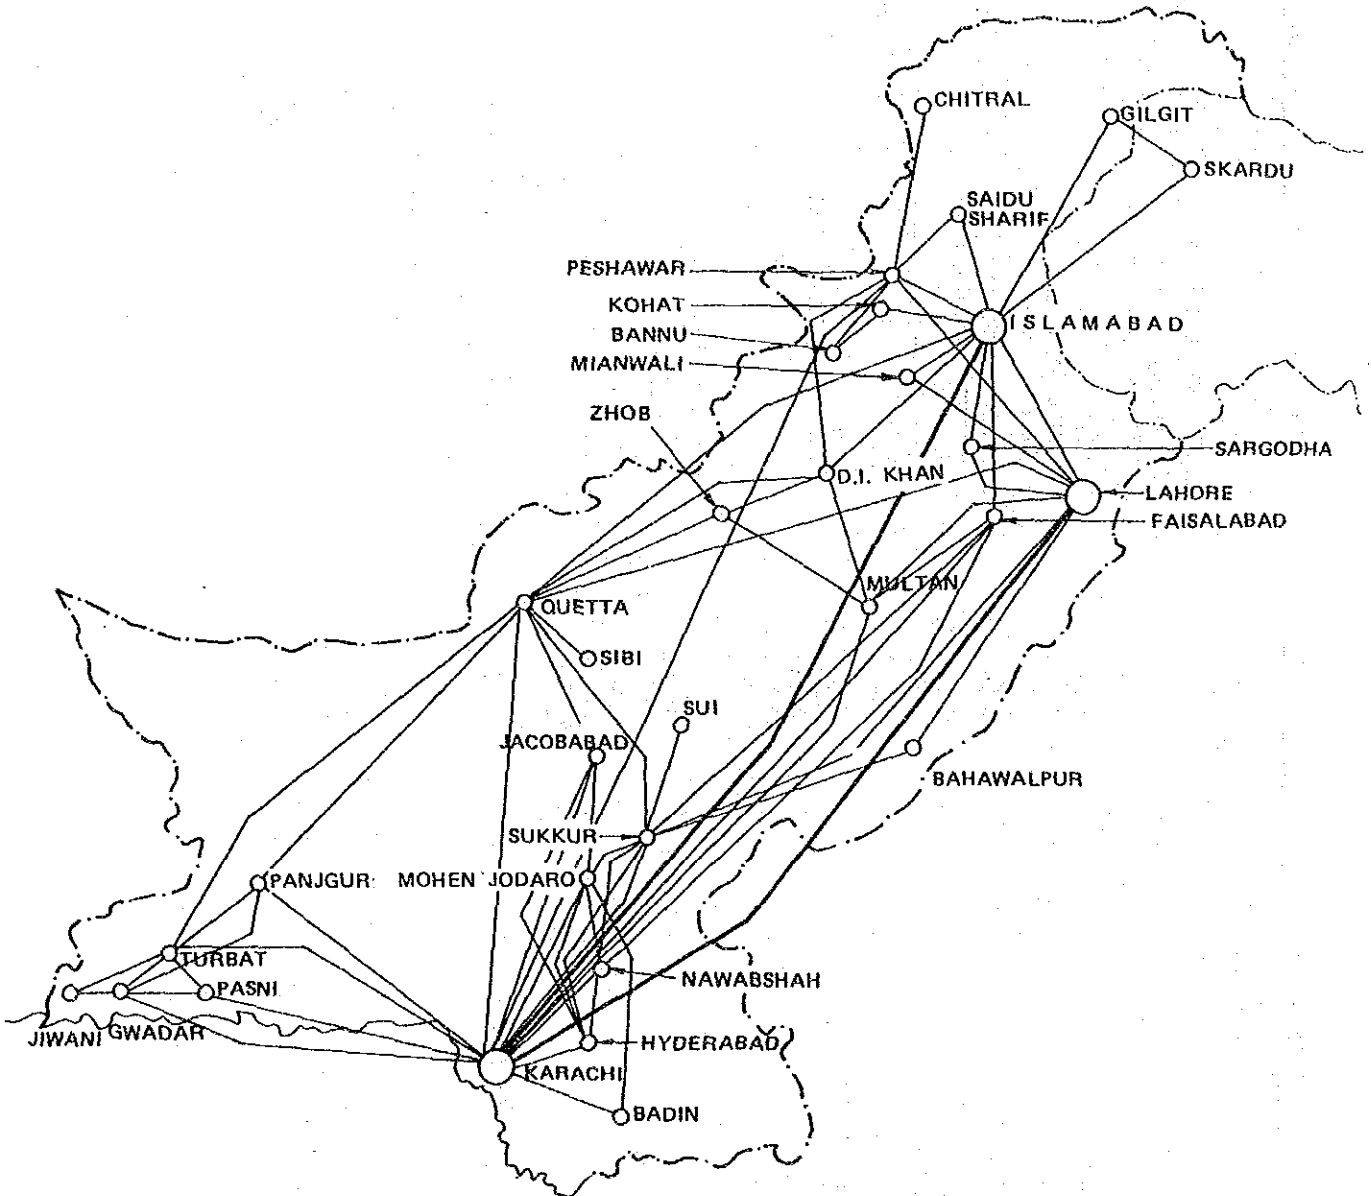 CHITRAL
GILGIT
SKARDU
SAIDU
SHARIF
PESHAWAR
KOHAT
ISLAMABAD
BANNU
MIANWALI
ZHOB
SARGODHA
D.I. KHAN
LAHORE
FAISALABAD
MULTAN
QUETTA
SIBI
SUI
JACOBABAD
BAHAWALPUR
SUKKUR
PANJGUR
MOHEN JODARO
TURBAT
NAWABSHAH
PASNI
JIWANI
GWADAR
HYDERABAD
KARACHI
BADIN